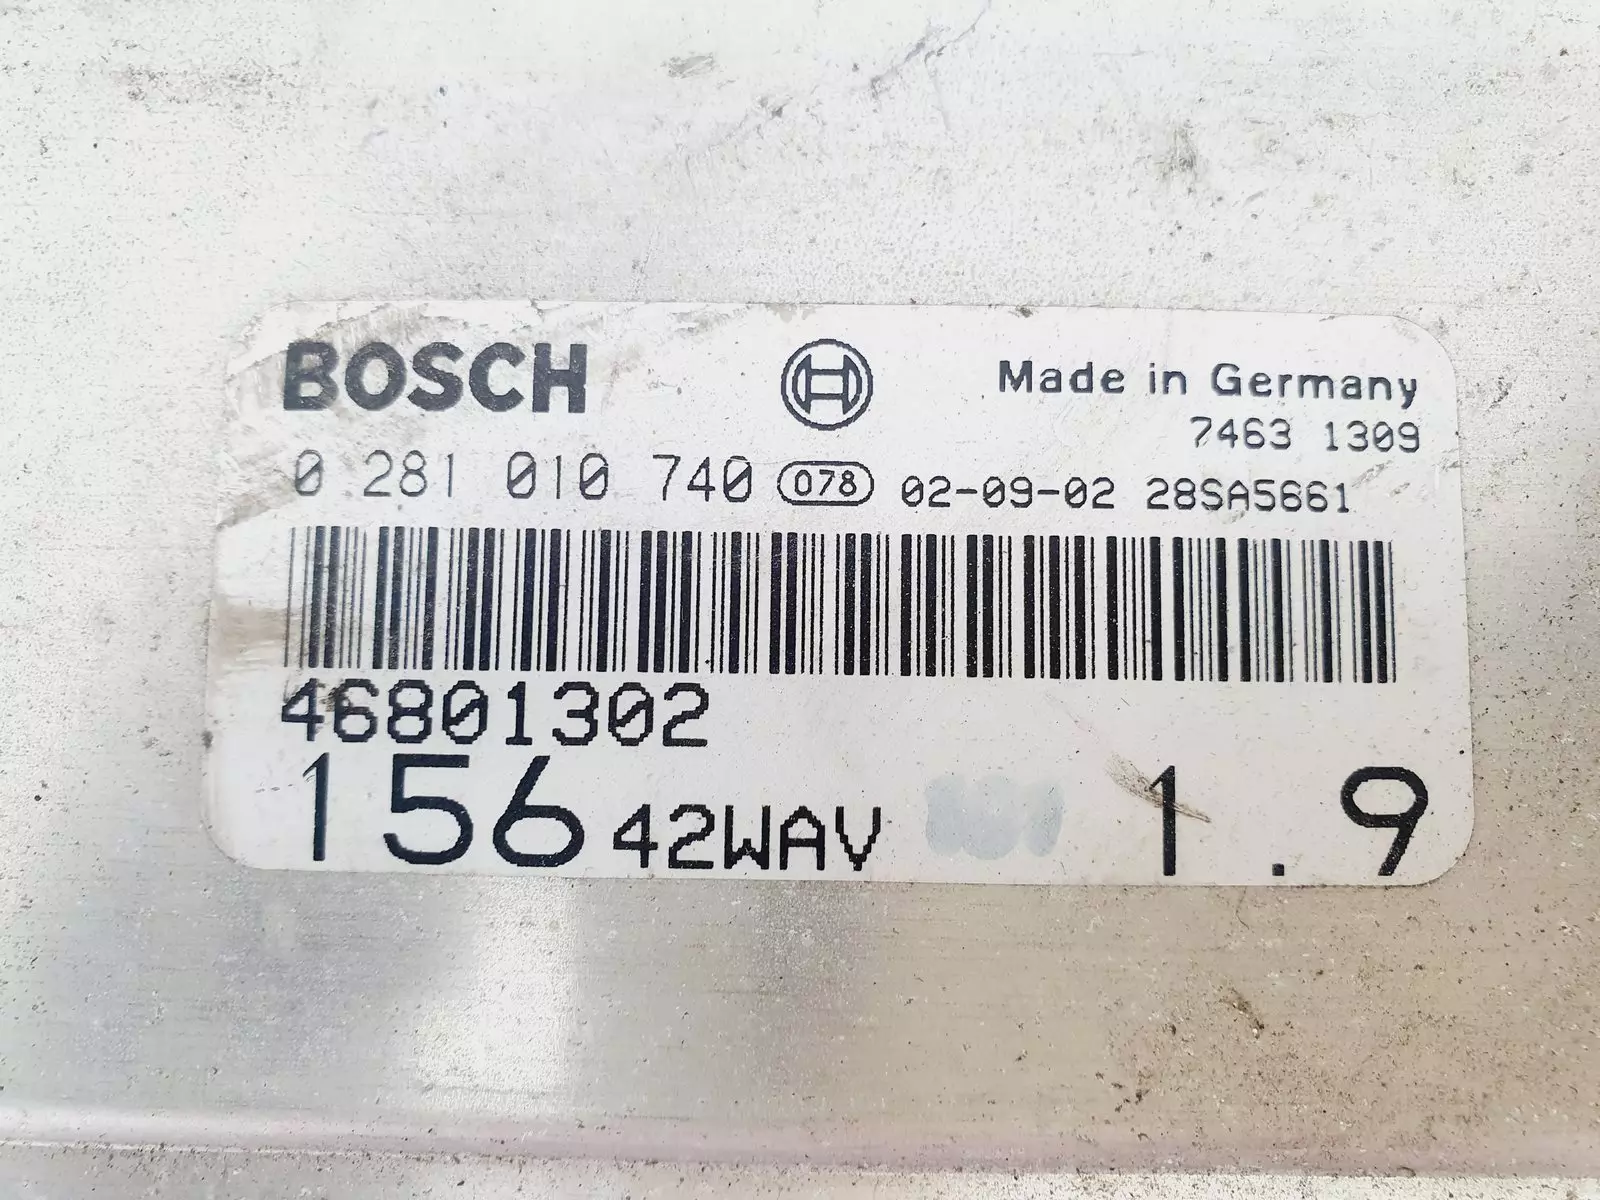 BOSCH
Made in Germany
7463 1309
0 281 010 740 078 02-09-02 28SA5661
46801302
156 42WAV 1.9